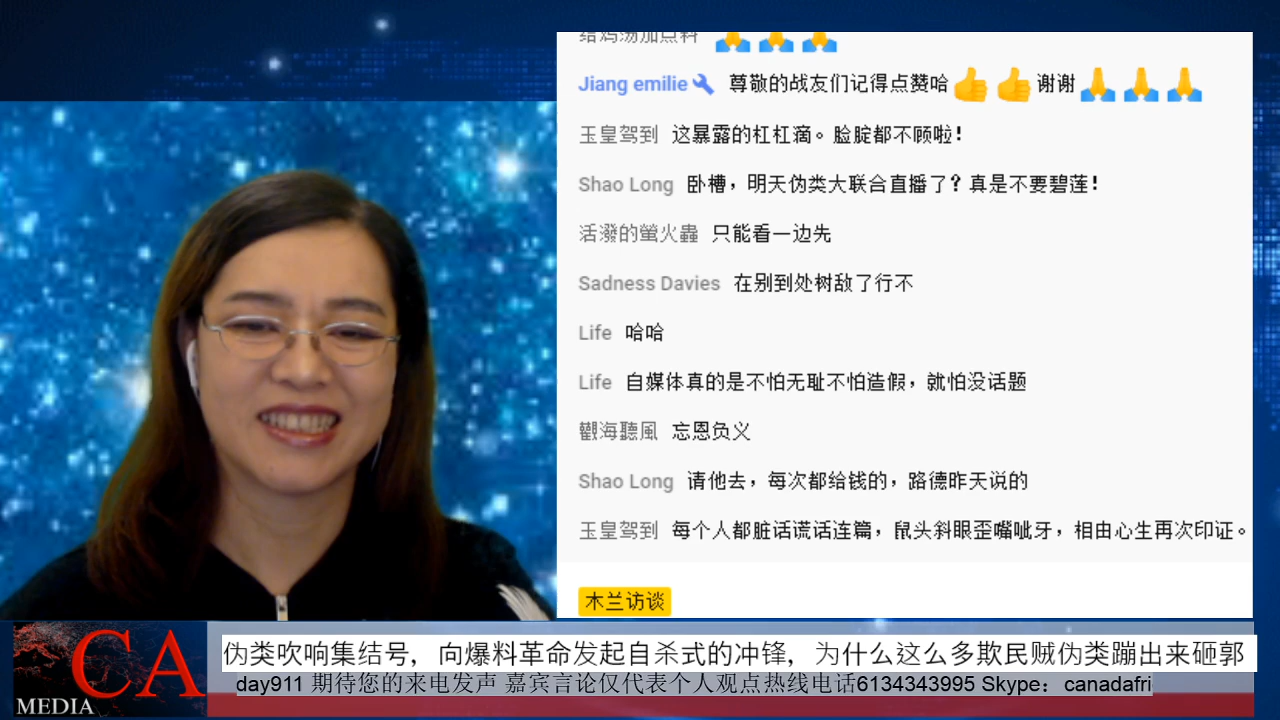 给鸡汤加点料 🙏🙏🙏
Jiang emilie🔧 尊敬的战友们记得点赞哈👍👍谢谢🙏🙏🙏
玉皇驾到 这暴露的杠杠滴。脸腚都不顾啦！
Shao Long 卧槽，明天伪类大联合直播了？真是不要碧莲！
活潑的螢火蟲 只能看一边先
Sadness Davies 在别到处树敌了行不
Life 哈哈
Life 自媒体真的是不怕无耻不怕造假，就怕没话题
觀海聽風 忘恩负义
Shao Long 请他去，每次都给钱的，路德昨天说的
玉皇驾到 每个人都脏话谎话连篇，鼠头斜眼歪嘴呲牙，相由心生再次印证。
木兰访谈
CA
MEDIA
伪类吹响集结号，向爆料革命发起自杀式的冲锋，为什么这么多欺民贼伪类蹦出来砸郭
day911 期待您的来电发声 嘉宾言论仅代表个人观点热线电话6134343995 Skype：canadafri